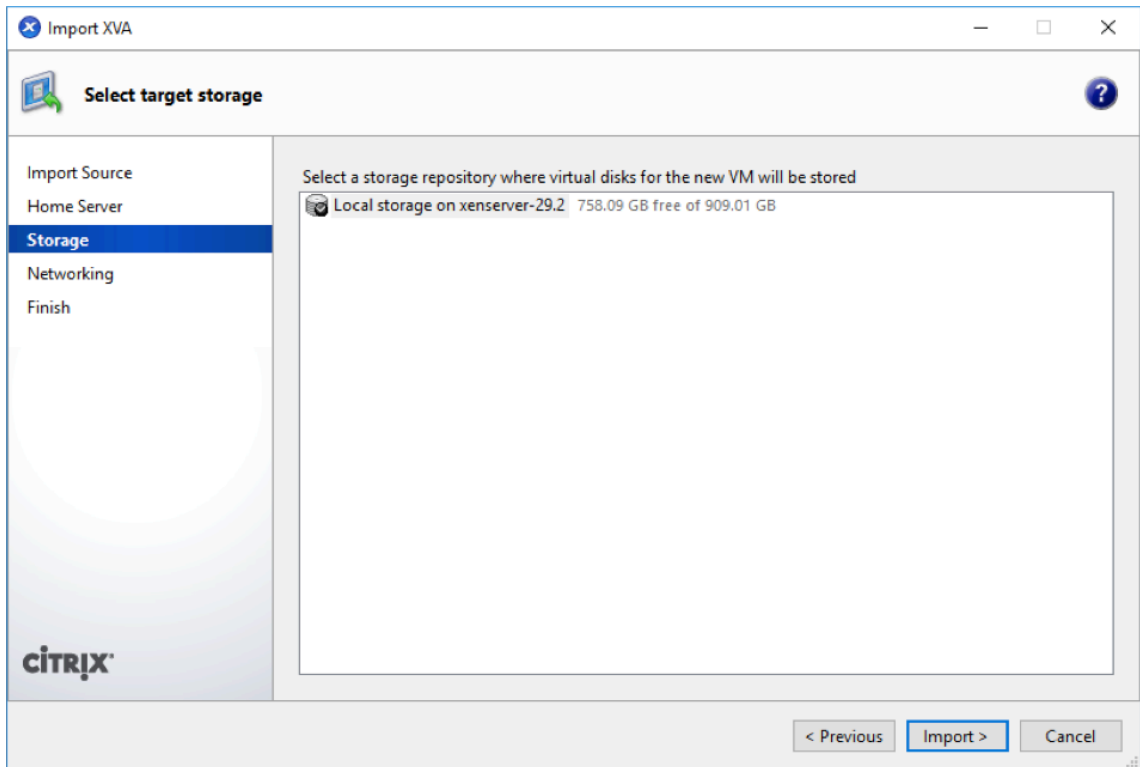 Import XVA
Select target storage
?
Import Source
Home Server
Storage
Networking
Finish
Select a storage repository where virtual disks for the new VM will be stored
Local storage on xenserver-29.2 758.09 GB free of 909.01 GB
CİTRỊX
< Previous
Import >
Cancel